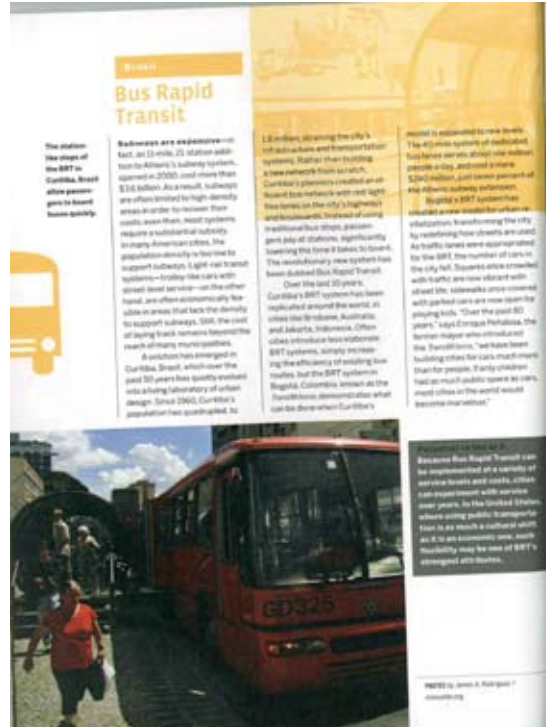 BRAZIL
Bus Rapid
Transit
The station-
like stops of
the BRT in
Curitiba, Brazil
allow passen-
gers to board
buses quickly.
Subways are expensive—in
fact, an 11-mile, 21-station addi-
tion to Athens's subway system,
opened in 2000, cost more than
$3.6 billion. As a result, subways
are often limited to high-density
areas in order to recover their
costs; even then, most systems
require a substantial subsidy.
In many American cities, the
population density is too low to
support subways. Light-rail transit
systems—trolley-like cars with
street-level service—on the other
hand, are often economically fea-
sible in areas that lack the density
to support subways. Still, the cost
of laying track remains beyond the
reach of many municipalities.
A solution has emerged in
Curitiba, Brazil, which over the
past 50 years has quietly evolved
into a living laboratory of urban
design. Since 1960, Curitiba's
population has quadrupled, to
1.8 million, straining the city's
infrastructure and transportation
systems. Rather than building
a new network from scratch,
Curitiba's planners created an ef-
ficient bus network with red, light-
free lanes on the city's highways
and boulevards. Instead of using
traditional bus stops, passen-
gers pay at stations, significantly
lowering the time it takes to board.
The revolutionary new system has
been dubbed Bus Rapid Transit.
Over the last 10 years,
Curitiba's BRT system has been
replicated around the world, in
cities like Brisbane, Australia;
and Jakarta, Indonesia. Often
cities introduce less elaborate
BRT systems, simply increas-
ing the efficiency of existing bus
routes, but the BRT system in
Bogotá, Colombia, known as the
TransMilenio, demonstrates what
can be done when Curitiba's
model is expanded to new levels.
The 40-mile system of dedicated
bus lanes serves about one million
people a day, and cost a mere
$240 million, just seven percent of
the Athens subway extension.
Bogotá's BRT system has
created a new model for urban re-
vitalization, transforming the city
by redefining how streets are used.
As traffic lanes were appropriated
for the BRT, the number of cars in
the city fell. Squares once crowded
with traffic are now vibrant with
street life; sidewalks once covered
with parked cars are now open for
playing kids. "Over the past 80
years," says Enrique Peñalosa, the
former mayor who introduced
the TransMilenio, "we have been
building cities for cars much more
than for people. If only children
had as much public space as cars,
most cities in the world would
become marvelous."
Because Bus Rapid Transit can
be implemented at a variety of
service levels and costs, cities
can experiment with service
over years. In the United States,
where using public transporta-
tion is as much a cultural shift
as it is an economic one, such
flexibility may be one of BRT's
strongest attributes.
GD325
PHOTOS by James A. Rodriguez /